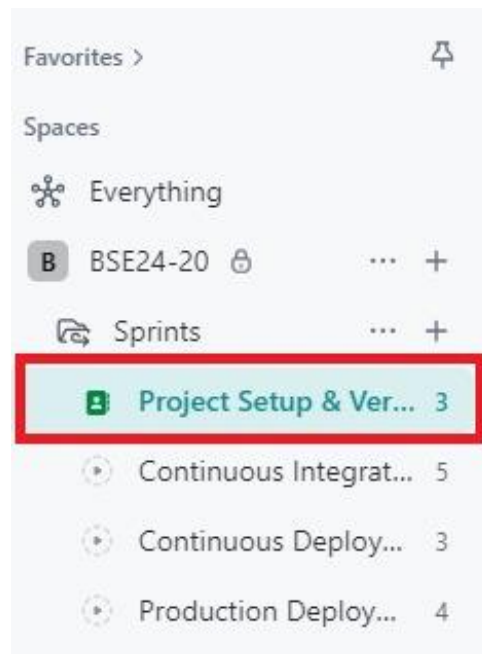 Favorites >
Spaces
Everything
B BSE24-20 ... +
Sprints ... +
Project Setup & Ver... 3
Continuous Integrat... 5
Continuous Deploy... 3
Production Deploy... 4